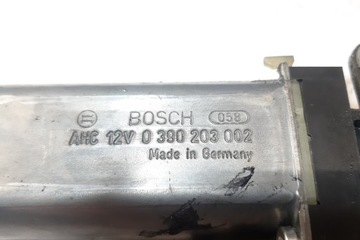 BOSCH 058
AHC 12V 0 390 203 002
Made in Germany